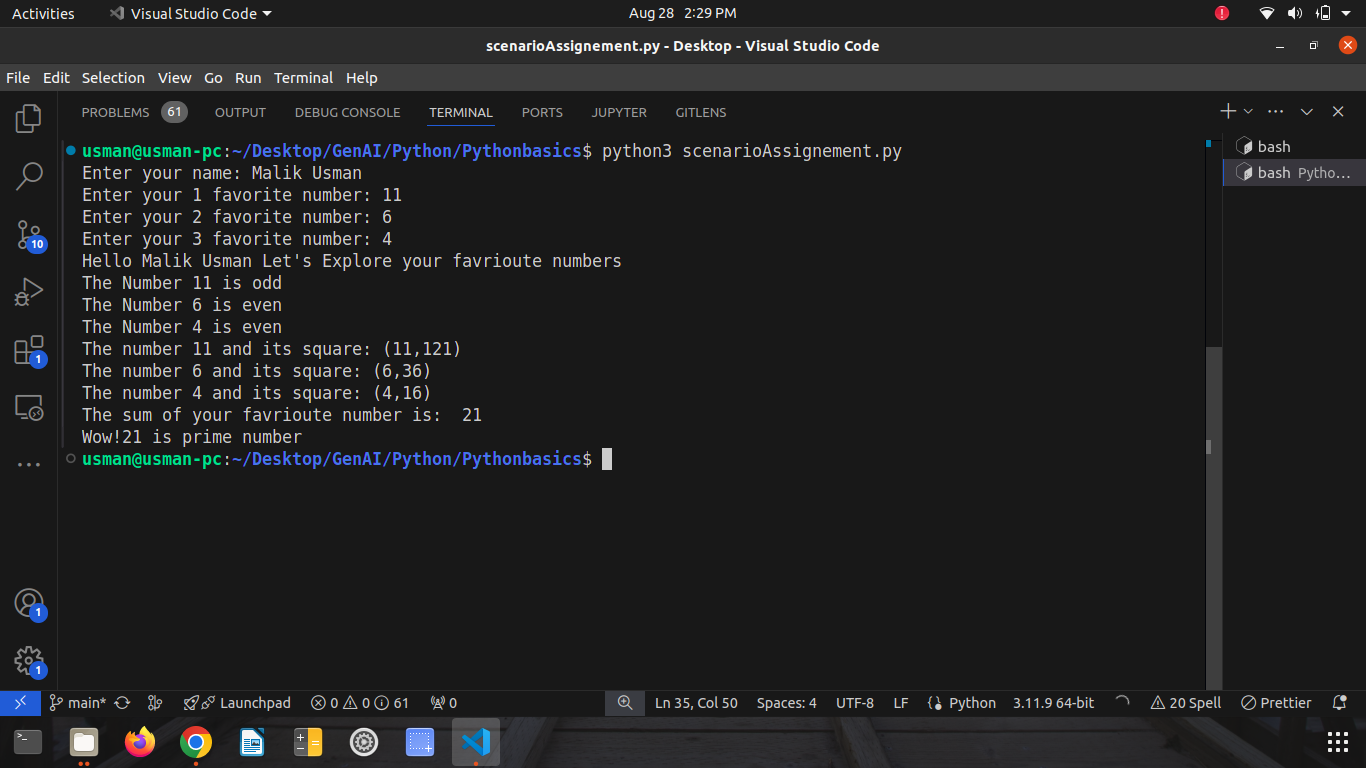 Activities Visual Studio Code Aug 28 2:29 PM
scenarioAssignement.py - Desktop - Visual Studio Code
File Edit Selection View Go Run Terminal Help
PROBLEMS 61 OUTPUT DEBUG CONSOLE TERMINAL PORTS JUPYTER GITLENS
usman@usman-pc:~/Desktop/GenAI/Python/Pythonbasics$ python3 scenarioAssignement.py
Enter your name: Malik Usman
Enter your 1 favorite number: 11
Enter your 2 favorite number: 6
Enter your 3 favorite number: 4
Hello Malik Usman Let's Explore your favrioute numbers
The Number 11 is odd
The Number 6 is even
The Number 4 is even
The number 11 and its square: (11,121)
The number 6 and its square: (6,36)
The number 4 and its square: (4,16)
The sum of your favrioute number is:  21
Wow!21 is prime number
usman@usman-pc:~/Desktop/GenAI/Python/Pythonbasics$
bash
bash Pytho...
10
1
1
1
main* Launchpad 0 0 61 0 Ln 35, Col 50 Spaces: 4 UTF-8 LF Python 3.11.9 64-bit 20 Spell Prettier